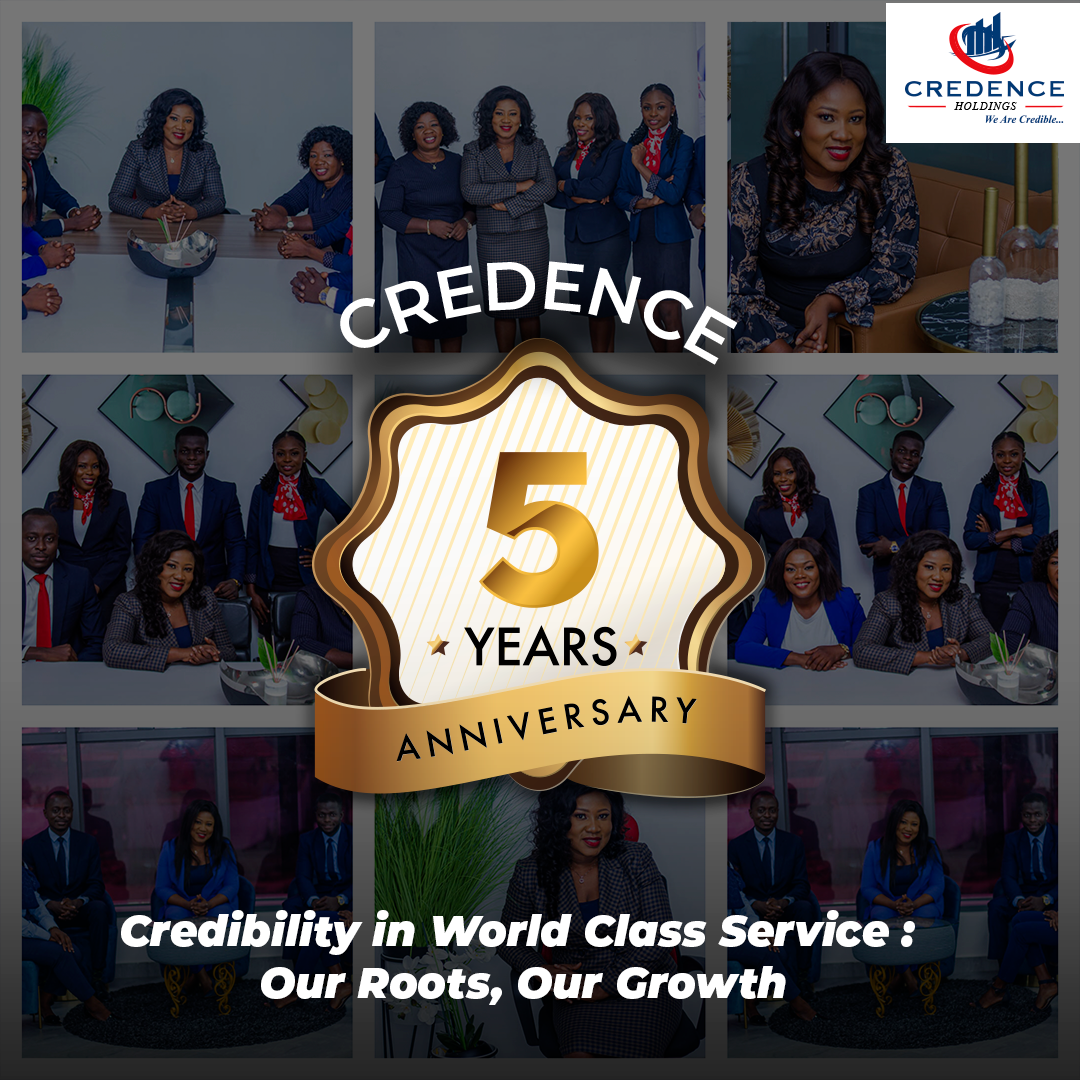 CREDENCE
HOLDINGS
We Are Credible...
CREDENCE
5
YEARS
ANNIVERSARY
Credibility in World Class Service :
Our Roots, Our Growth